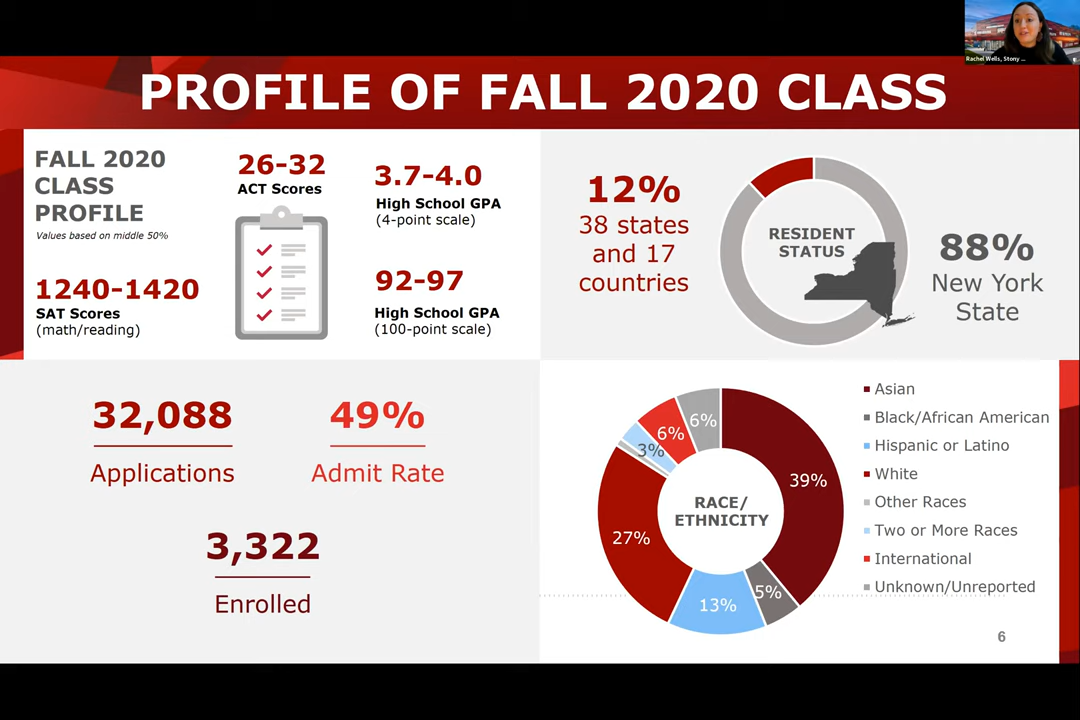 Rachel Wells, Stony ...
PROFILE OF FALL 2020 CLASS
FALL 2020
CLASS
PROFILE
Values based on middle 50%
26-32
ACT Scores
3.7-4.0
High School GPA
(4-point scale)
1240-1420
SAT Scores
(math/reading)
92-97
High School GPA
(100-point scale)
12%
38 states
and 17
countries
RESIDENT
STATUS
88%
New York
State
32,088
Applications
49%
Admit Rate
3,322
Enrolled
RACE/
ETHNICITY
39%
5%
13%
27%
3%
6%
6%
Asian
Black/African American
Hispanic or Latino
White
Other Races
Two or More Races
International
Unknown/Unreported
6